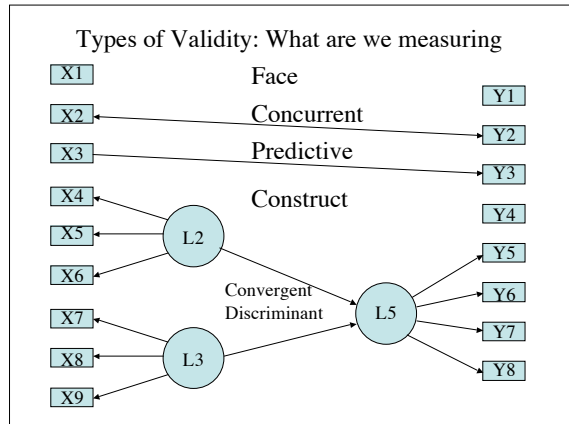 Types of Validity: What are we measuring
X1
Face
Y1
X2
Concurrent
Y2
X3
Predictive
Y3
X4
Construct
Y4
X5
L2
Y5
X6
Convergent
Discriminant
L5
Y6
X7
Y7
X8
L3
Y8
X9